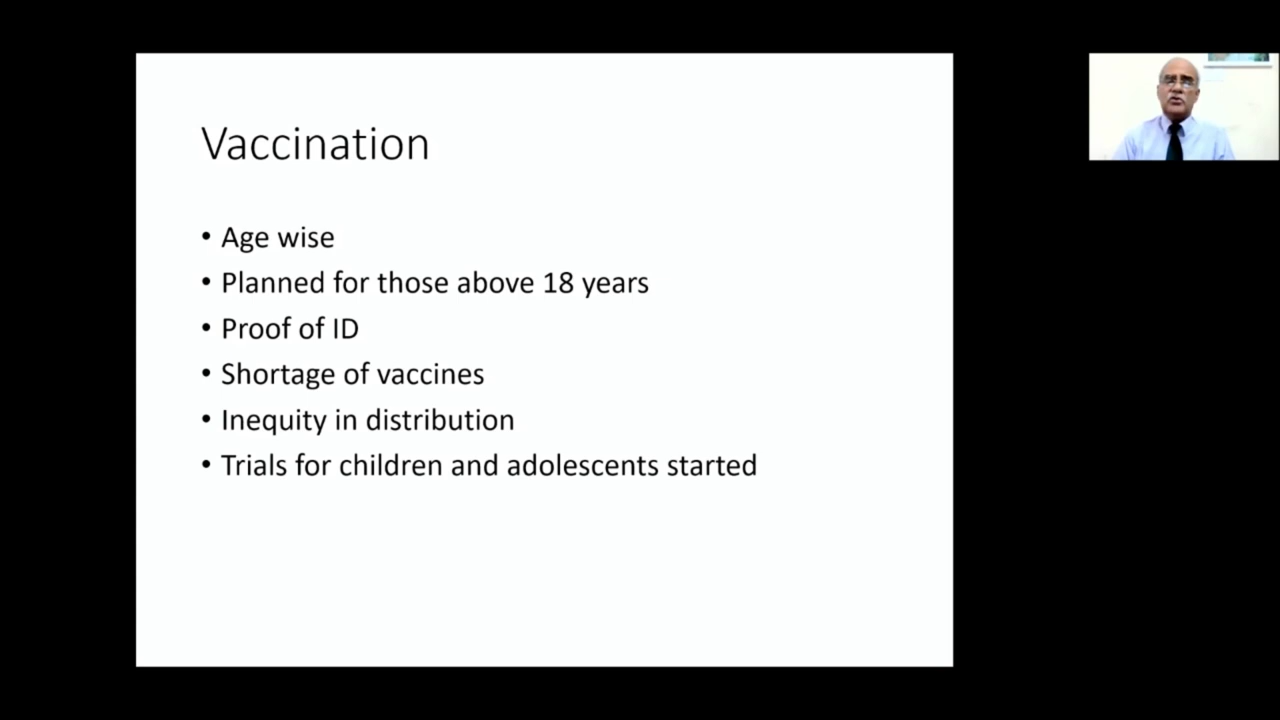 Vaccination
• Age wise
• Planned for those above 18 years
• Proof of ID
• Shortage of vaccines
• Inequity in distribution
• Trials for children and adolescents started